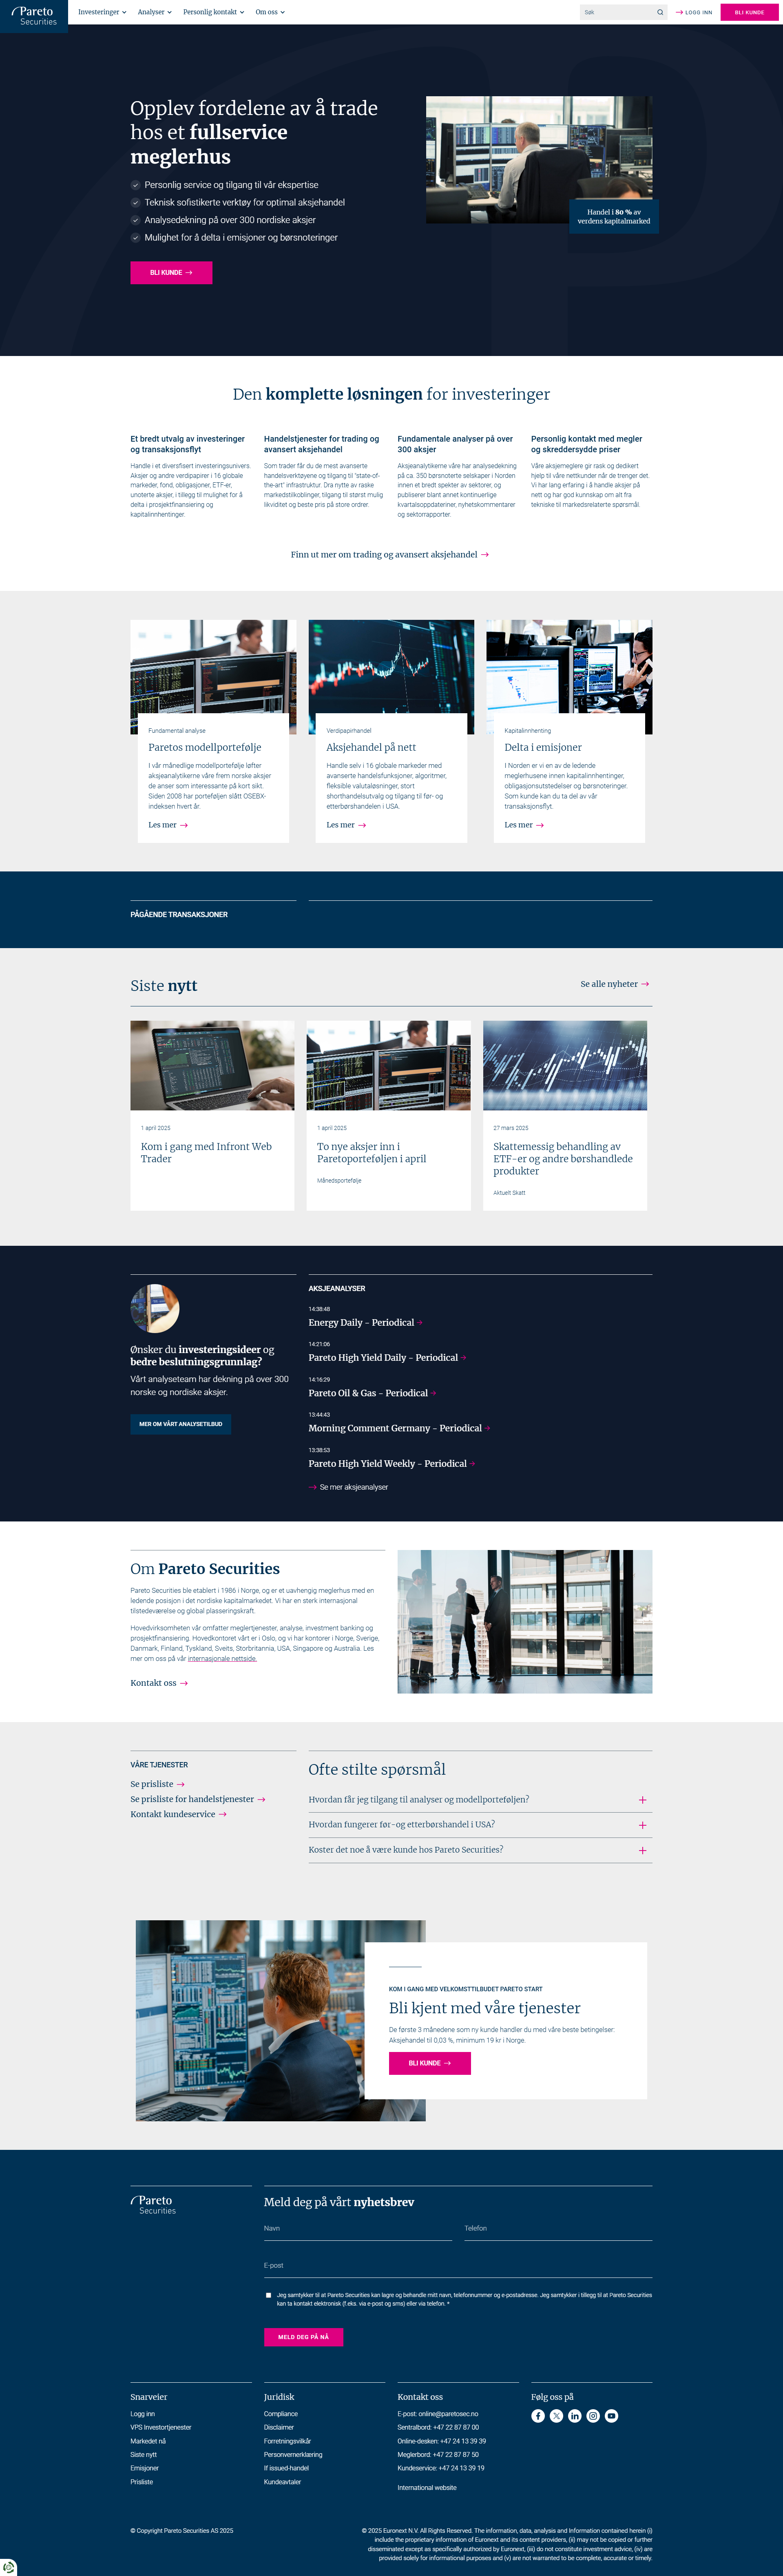 Pareto
Securities
Investeringer
Analyser
Personlig kontakt
Om oss
Søk
LOGG INN
BLI KUNDE
Opplev fordelene av å trade
hos et fullservice
meglerhus
Personlig service og tilgang til vår ekspertise
Teknisk sofistikerte verktøy for optimal aksjehandel
Analysedekning på over 300 nordiske aksjer
Mulighet for å delta i emisjoner og børsnoteringer
BLI KUNDE
Handel i 80 % av
verdens kapitalmarked
Den komplette løsningen for investeringer
Et bredt utvalg av investeringer
og transaksjonsflyt
Handle i et diversifisert investeringsunivers.
Aksjer og andre verdipapirer i 16 globale
markeder, fond, obligasjoner, ETF-er,
unoterte aksjer, i tillegg til mulighet for å
delta i prosjektfinansiering og
kapitalinnhentinger.
Handelstjenester for trading og
avansert aksjehandel
Som trader får du de mest avanserte
handelsverktøyene og tilgang til "state-of-
the-art" infrastruktur. Dra nytte av raske
markedstilkoblinger, tilgang til størst mulig
likviditet og beste pris på store ordrer.
Fundamentale analyser på over
300 aksjer
Aksjeanalytikerne våre har analysedekning
på ca. 350 børsnoterte selskaper i Norden
innen et bredt spekter av sektorer, og
publiserer blant annet kontinuerlige
kvartalsoppdateringer, nyhetskommentarer
og sektorrapporter.
Personlig kontakt med megler
og skreddersydde priser
Våre aksjemeglere gir rask og dedikert
hjelp til våre nettkunder når de trenger det.
Vi har lang erfaring i å handle aksjer på
nett og har god kunnskap om alt fra
tekniske til markedsrelaterte spørsmål.
Finn ut mer om trading og avansert aksjehandel
Fundamental analyse
Paretos modellportefølje
I vår månedlige modellportefølje løfter
aksjeanalytikerne våre frem norske aksjer
de anser som interessante på kort sikt.
Siden 2008 har porteføljen slått OSEBX-
indeksen hvert år.
Les mer
Verdipapirhandel
Aksjehandel på nett
Handle selv i 16 globale markeder med
avanserte handelsfunksjoner, algoritmer,
fleksible valutaløsninger, stort
shorthandelsutvalg og tilgang til før- og
etterbørshandelen i USA.
Les mer
Kapitalinnhenting
Delta i emisjoner
I Norden er vi en av de ledende
meglerhusene innen kapitalinnhentinger,
obligasjonsutstedelser og børsnoteringer.
Som kunde kan du ta del av vår
transaksjonsflyt.
Les mer
PÅGÅENDE TRANSAKSJONER
Siste nytt
Se alle nyheter
1 april 2025
Kom i gang med Infront Web
Trader
1 april 2025
To nye aksjer inn i
Paretoporteføljen i april
Månedsportefølje
27 mars 2025
Skattemessig behandling av
ETF-er og andre børshandlede
produkter
Aktuelt Skatt
Ønsker du investeringsideer og
bedre beslutningsgrunnlag?
Vårt analyseteam har dekning på over 300
norske og nordiske aksjer.
MER OM VÅRT ANALYSETILBUD
AKSJEANALYSER
14:38:48
Energy Daily - Periodical
14:21:06
Pareto High Yield Daily - Periodical
14:16:29
Pareto Oil & Gas - Periodical
13:44:43
Morning Comment Germany - Periodical
13:38:53
Pareto High Yield Weekly - Periodical
Se mer aksjeanalyser
Om Pareto Securities
Pareto Securities ble etablert i 1986 i Norge, og er et uavhengig meglerhus med en
ledende posisjon i det nordiske kapitalmarkedet. Vi har en sterk internasjonal
tilstedeværelse og global plasseringskraft.
Hovedvirksomheten vår omfatter meglertjenester, analyse, investment banking og
prosjektfinansiering. Hovedkontoret vårt er i Oslo, og vi har kontorer i Norge, Sverige,
Danmark, Finland, Tyskland, Sveits, Storbritannia, USA, Singapore og Australia. Les
mer om oss på vår internasjonale nettside.
Kontakt oss
VÅRE TJENESTER
Se prisliste
Se prisliste for handelstjenester
Kontakt kundeservice
Ofte stilte spørsmål
Hvordan får jeg tilgang til analyser og modellporteføljen?
Hvordan fungerer før-og etterbørshandel i USA?
Koster det noe å være kunde hos Pareto Securities?
KOM I GANG MED VELKOMSTTILBUDET PARETO START
Bli kjent med våre tjenester
De første 3 månedene som ny kunde handler du med våre beste betingelser:
Aksjehandel til 0,03 %, minimum 19 kr i Norge.
BLI KUNDE
Pareto
Securities
Meld deg på vårt nyhetsbrev
Navn
Telefon
E-post
Jeg samtykker til at Pareto Securities kan lagre og behandle mitt navn, telefonnummer og e-postadresse. Jeg samtykker i tillegg til at Pareto Securities
kan ta kontakt elektronisk (f.eks. via e-post og sms) eller via telefon. *
MELD DEG PÅ NÅ
Snarveier
Logg inn
VPS Investortjenester
Markedet nå
Siste nytt
Emisjoner
Prisliste
Juridisk
Compliance
Disclaimer
Forretningsvilkår
Personvernerklæring
If issued-handel
Kundeavtaler
Kontakt oss
E-post: online@paretosec.no
Sentralbord: +47 22 87 87 00
Online-desken: +47 24 13 39 39
Meglerbord: +47 22 87 87 50
Kundeservice: +47 24 13 39 19
International website
Følg oss på
© Copyright Pareto Securities AS 2025
© 2025 Euronext N.V. All Rights Reserved. The information, data, analysis and Information contained herein (i)
include the proprietary information of Euronext and its content providers, (ii) may not be copied or further
disseminated except as specifically authorised by Euronext, (iii) do not constitute investment advice, (iv) are
provided solely for informational purposes and (v) are not warranted to be complete, accurate or timely.